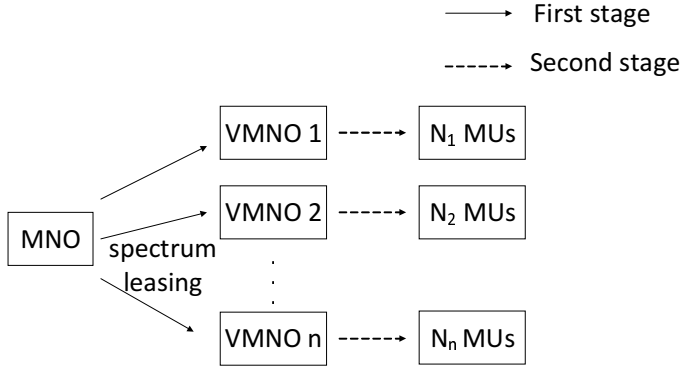 First stage
Second stage
VMNO 1
N₁ MUs
VMNO 2
N₂ MUs
MNO
spectrum
leasing
VMNO n
Nₙ MUs